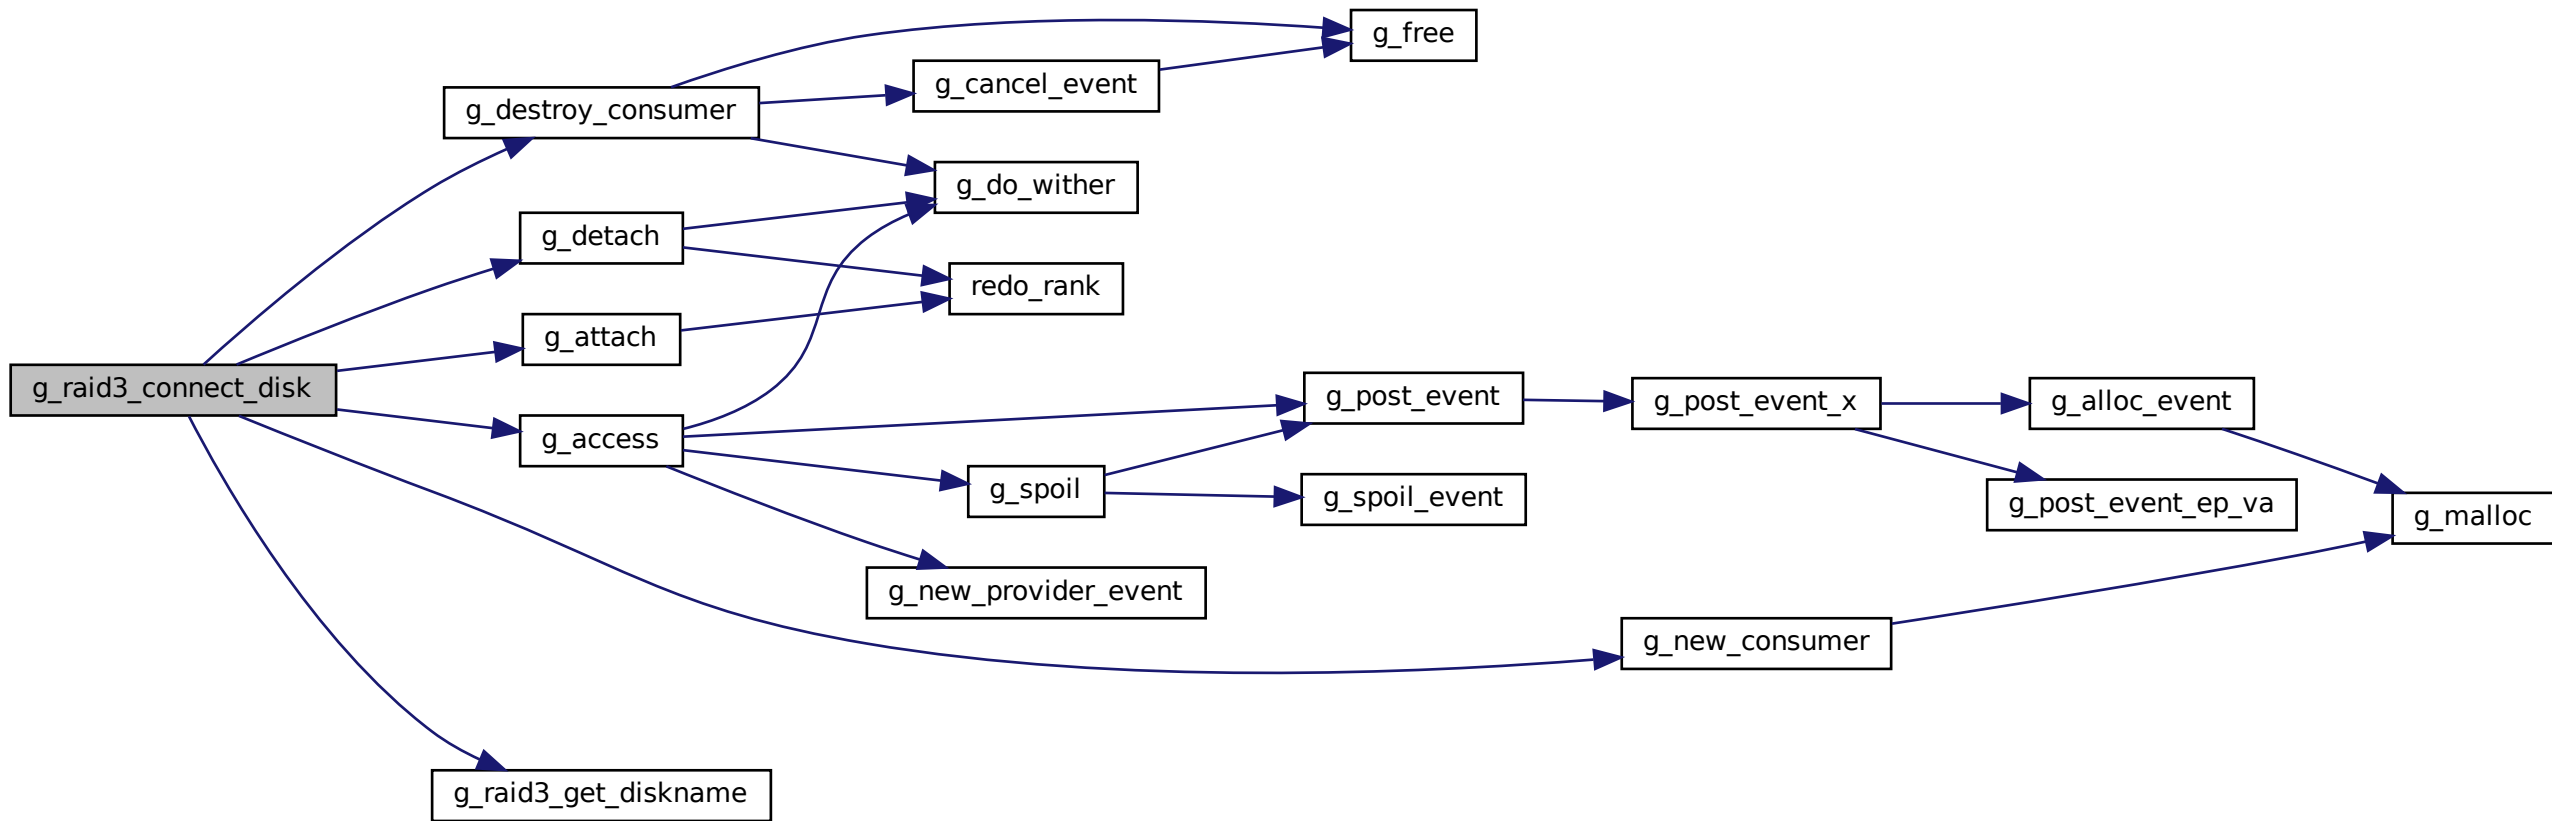 g_free
g_cancel_event
g_destroy_consumer
g_do_wither
g_detach
redo_rank
g_attach
g_raid3_connect_disk
g_post_event
g_post_event_x
g_alloc_event
g_access
g_spoil
g_spoil_event
g_post_event_ep_va
g_malloc
g_new_provider_event
g_new_consumer
g_raid3_get_diskname